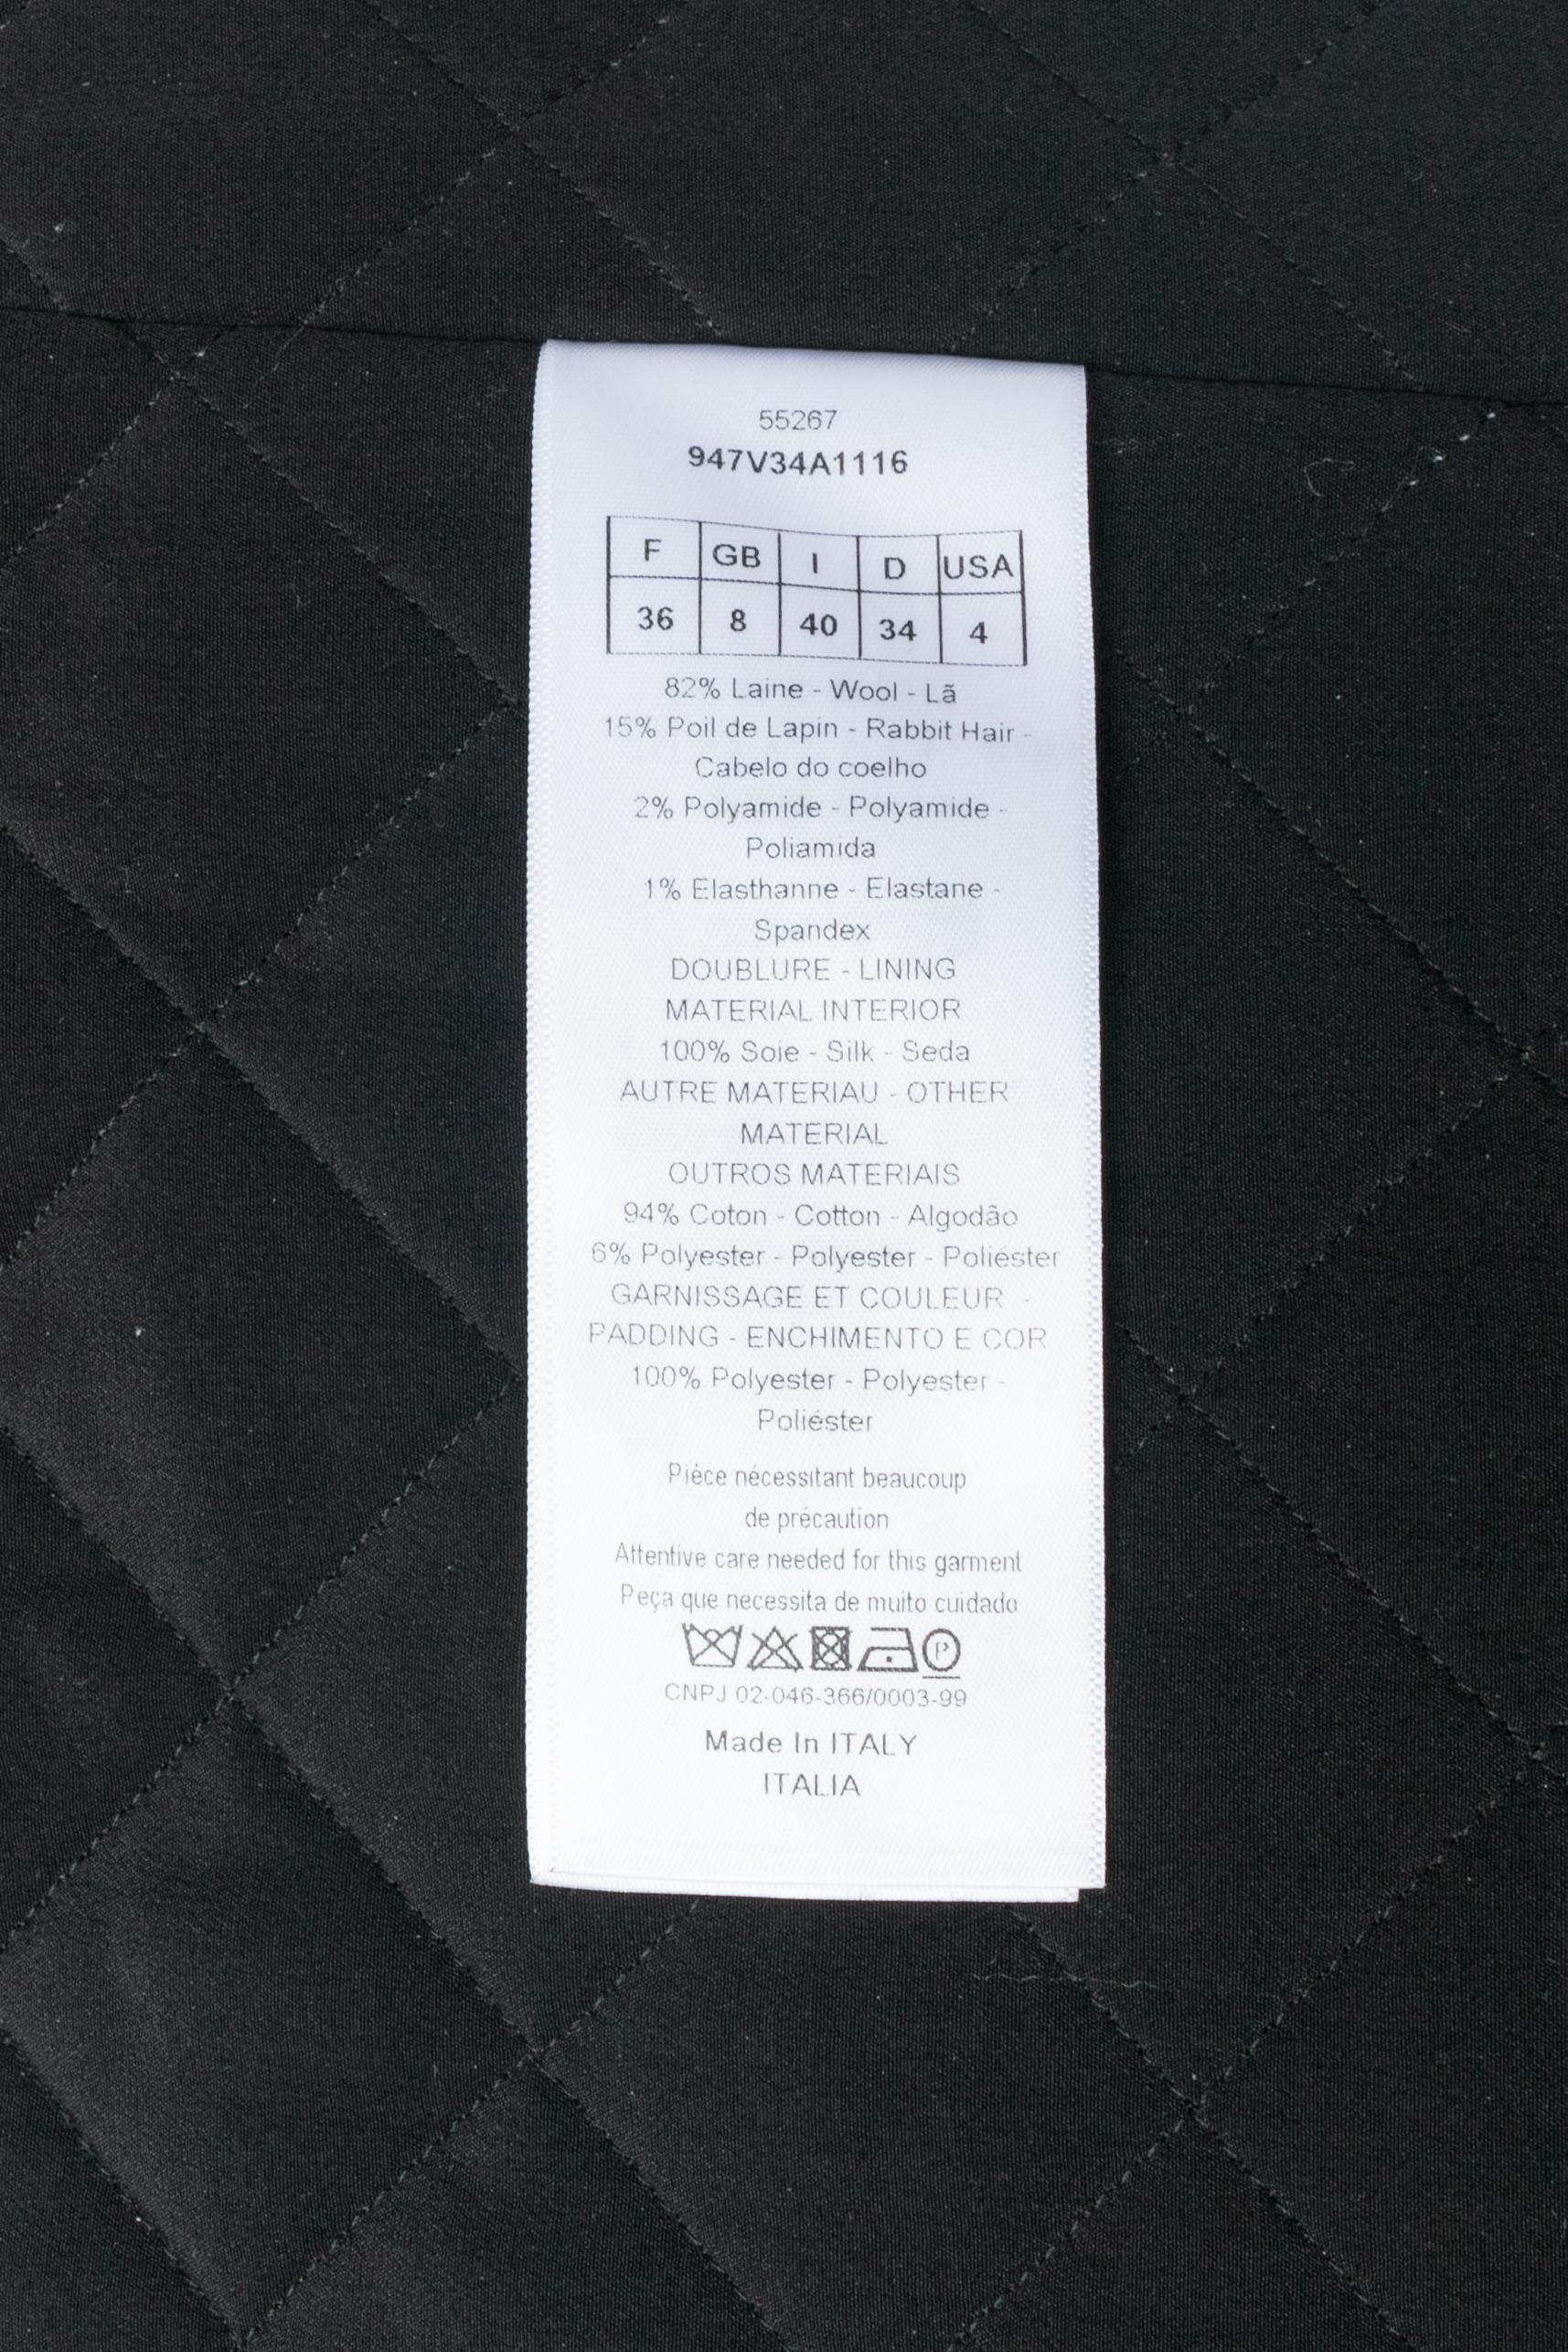 55267
947V34A1116
F GB I D USA
36 8 40 34 4
82% Laine - Wool - Lã
15% Poil de Lapin - Rabbit Hair -
Cabelo do coelho
2% Polyamide - Polyamide -
Poliamida
1% Elasthanne - Elastane -
Spandex
DOUBLURE - LINING
MATERIAL INTERIOR
100% Soie - Silk - Seda
AUTRE MATERIAU - OTHER
MATERIAL
OUTROS MATERIAIS
94% Coton - Cotton - Algodão
6% Polyester - Polyester - Poliéster
GARNISSAGE ET COULEUR -
PADDING - ENCHIMENTO E COR
100% Polyester - Polyester -
Poliéster
Pièce nécessitant beaucoup
de précaution
Attentive care needed for this garment
Peça que necessita de muito cuidado
P
CNPJ 02-046-366/0003-99
Made In ITALY
ITALIA